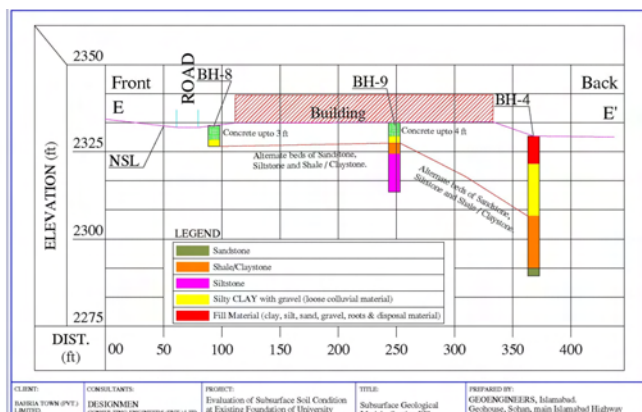 2350
Front
ROAD
BH-8
BH-9
Back
E
Building
BH-4
E'
2325
NSL
Concrete upto 3 ft
Concrete upto 4 ft
Alternate beds of Sandstone,
Siltstone and Shale / Claystone.
Alternate beds of Sandstone,
Siltstone and Shale / Claystone.
ELEVATION (ft)
2300
LEGEND
Sandstone
Shale/Claystone
Siltstone
Silty CLAY with gravel (loose colluvial material)
Fill Material (clay, silt, sand, gravel, roots & disposal material)
2275
DIST.
(ft)
00 50 100 150 200 250 300 350 400
CLIENT:
BAHRIA TOWN (PVT.)
LIMITED
CONSULTANTS:
DESIGNMEN
PROJECT:
Evaluation of Subsurface Soil Condition
at Existing Foundation of University
TITLE:
Subsurface Geological
PREPARED BY:
GEOENGINEERS, Islamabad.
Geohouse, Sohan, main Islamabad Highway